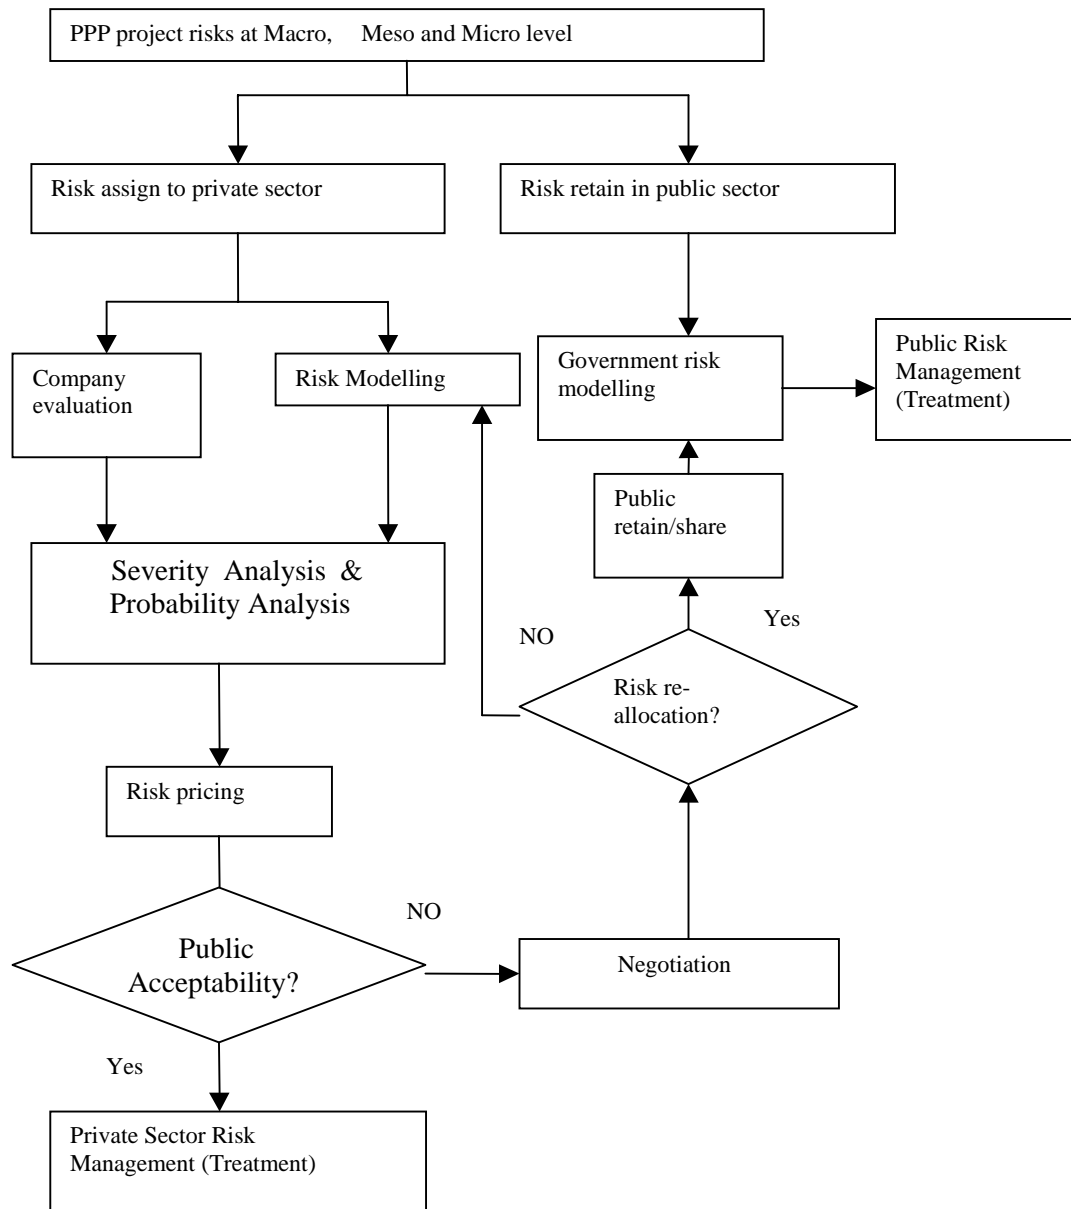 PPP project risks at Macro, Meso and Micro level
Risk assign to private sector
Risk retain in public sector
Company
evaluation
Risk Modelling
Government risk
modelling
Public Risk
Management
(Treatment)
Public
retain/share
Severity Analysis &
Probability Analysis
NO
Yes
Risk re-
allocation?
Risk pricing
NO
Public
Acceptability?
Negotiation
Yes
Private Sector Risk
Management (Treatment)